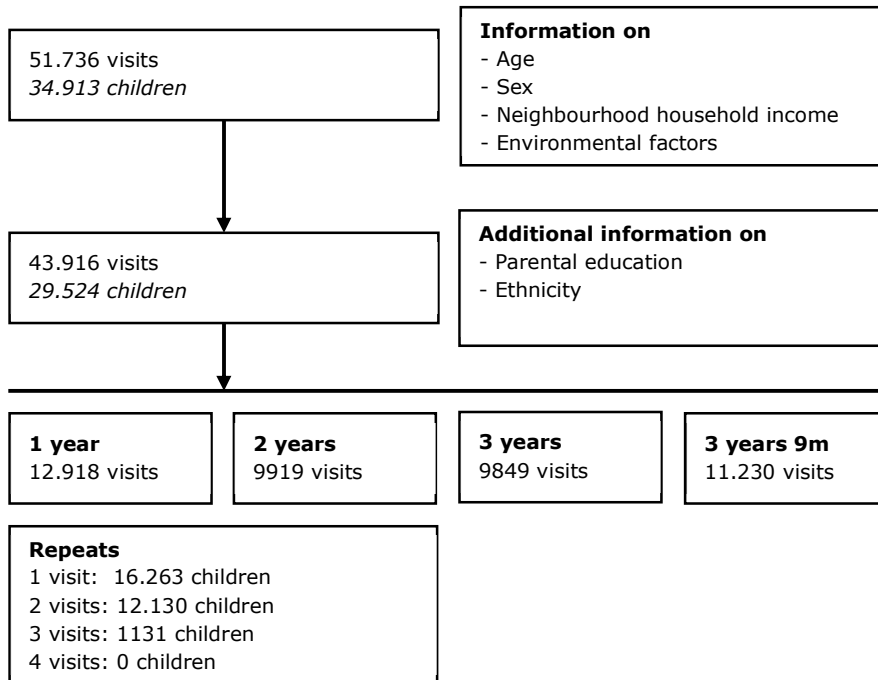 51.736 visits
34.913 children
Information on
- Age
- Sex
- Neighbourhood household income
- Environmental factors
43.916 visits
29.524 children
Additional information on
- Parental education
- Ethnicity
1 year
12.918 visits
2 years
9919 visits
3 years
9849 visits
3 years 9m
11.230 visits
Repeats
1 visit:  16.263 children
2 visits: 12.130 children
3 visits: 1131 children
4 visits: 0 children